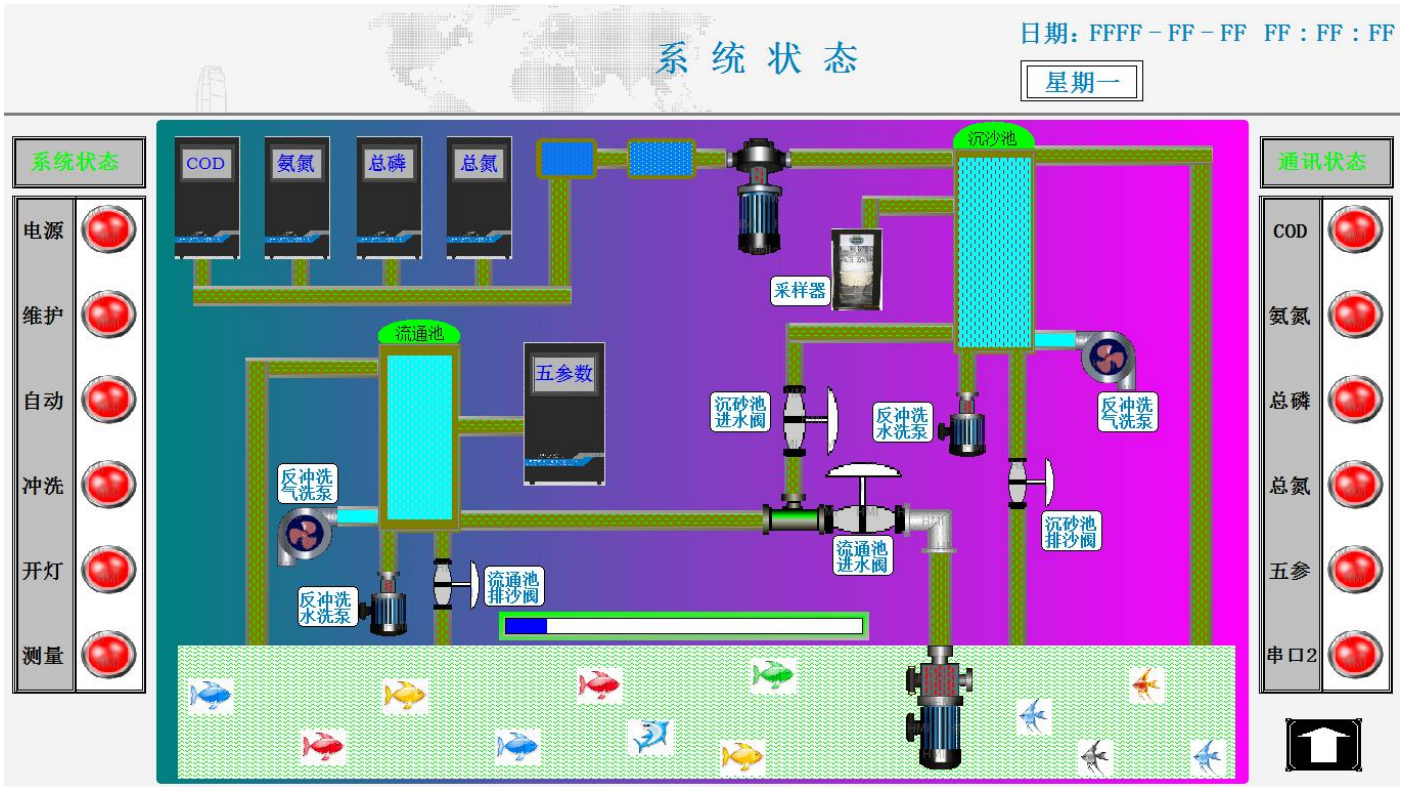 系统状态
日期: FFFF-FF-FF FF:FF:FF
星期一
系统状态
电源
维护
自动
冲洗
开灯
测量
COD
氨氮
总磷
总氮
沉沙池
采样器
流通池
五参数
沉砂池
进水阀
反冲洗
水洗泵
反冲洗
气洗泵
反冲洗
气洗泵
流通池
进水阀
沉砂池
排沙阀
反冲洗
水洗泵
流通池
排沙阀
通讯状态
COD
氨氮
总磷
总氮
五参
串口2